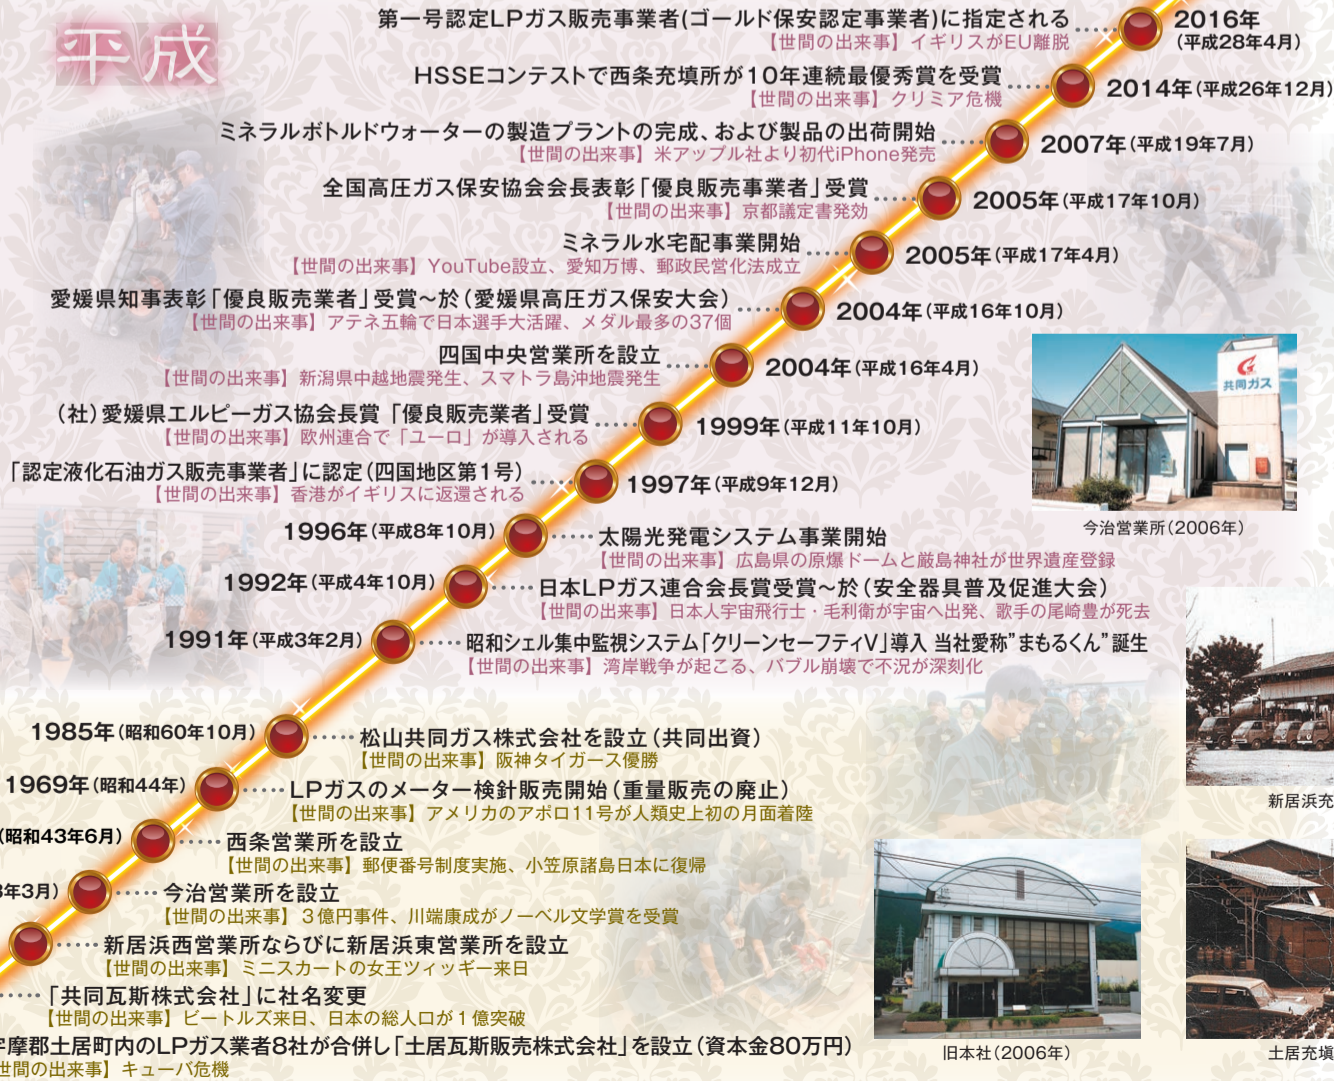 平成
第一号認定LPガス販売事業者(ゴールド保安認定事業者)に指定される
2016年
【世間の出来事】イギリスがEU離脱
(平成28年4月)
HSSEコンテストで西条充填所が10年連続最優秀賞を受賞
2014年(平成26年12月)
【世間の出来事】クリミア危機
ミネラルボトルドウォーターの製造プラントの完成、および製品の出荷開始
2007年(平成19年7月)
【世間の出来事】米アップル社より初代iPhone発売
全国高圧ガス保安協会会長表彰「優良販売事業者」受賞
2005年(平成17年10月)
【世間の出来事】京都議定書発効
ミネラル水宅配事業開始
2005年(平成17年4月)
【世間の出来事】YouTube設立、愛知万博、郵政民営化法成立
愛媛県知事表彰「優良販売業者」受賞～於(愛媛県高圧ガス保安大会)
2004年(平成16年10月)
【世間の出来事】アテネ五輪で日本選手大活躍、メダル最多の37個
四国中央営業所を設立
2004年(平成16年4月)
【世間の出来事】新潟県中越地震発生、スマトラ島沖地震発生
(社)愛媛県エルピーガス協会長賞「優良販売業者」受賞
1999年(平成11年10月)
【世間の出来事】欧州連合で「ユーロ」が導入される
「認定液化石油ガス販売事業者」に認定(四国地区第1号)
1997年(平成9年12月)
【世間の出来事】香港がイギリスに返還される
共同ガス
今治営業所(2006年)
1996年(平成8年10月)
太陽光発電システム事業開始
【世間の出来事】広島県の原爆ドームと厳島神社が世界遺産登録
1992年(平成4年10月)
日本LPガス連合会長賞受賞～於(安全器具普及促進大会)
【世間の出来事】日本人宇宙飛行士・毛利衛が宇宙へ出発、歌手の尾崎豊が死去
1991年(平成3年2月)
昭和シェル集中監視システム「クリーンセーフティV」導入 当社愛称"まもるくん"誕生
【世間の出来事】湾岸戦争が起こる、バブル崩壊で不況が深刻化
1985年(昭和60年10月)
松山共同ガス株式会社を設立(共同出資)
【世間の出来事】阪神タイガース優勝
1969年(昭和44年)
LPガスのメーター検針販売開始(重量販売の廃止)
【世間の出来事】アメリカのアポロ11号が人類史上初の月面着陸
新居浜充
(昭和43年6月)
西条営業所を設立
【世間の出来事】郵便番号制度実施、小笠原諸島日本に復帰
3年3月)
今治営業所を設立
【世間の出来事】3億円事件、川端康成がノーベル文学賞を受賞
新居浜西営業所ならびに新居浜東営業所を設立
【世間の出来事】ミニスカートの女王ツィッギー来日
「共同瓦斯株式会社」に社名変更
【世間の出来事】ビートルズ来日、日本の総人口が1億突破
宇摩郡土居町内のLPガス業者8社が合併し「土居瓦斯販売株式会社」を設立(資本金80万円)
世間の出来事】キューバ危機
旧本社(2006年)
土居充填